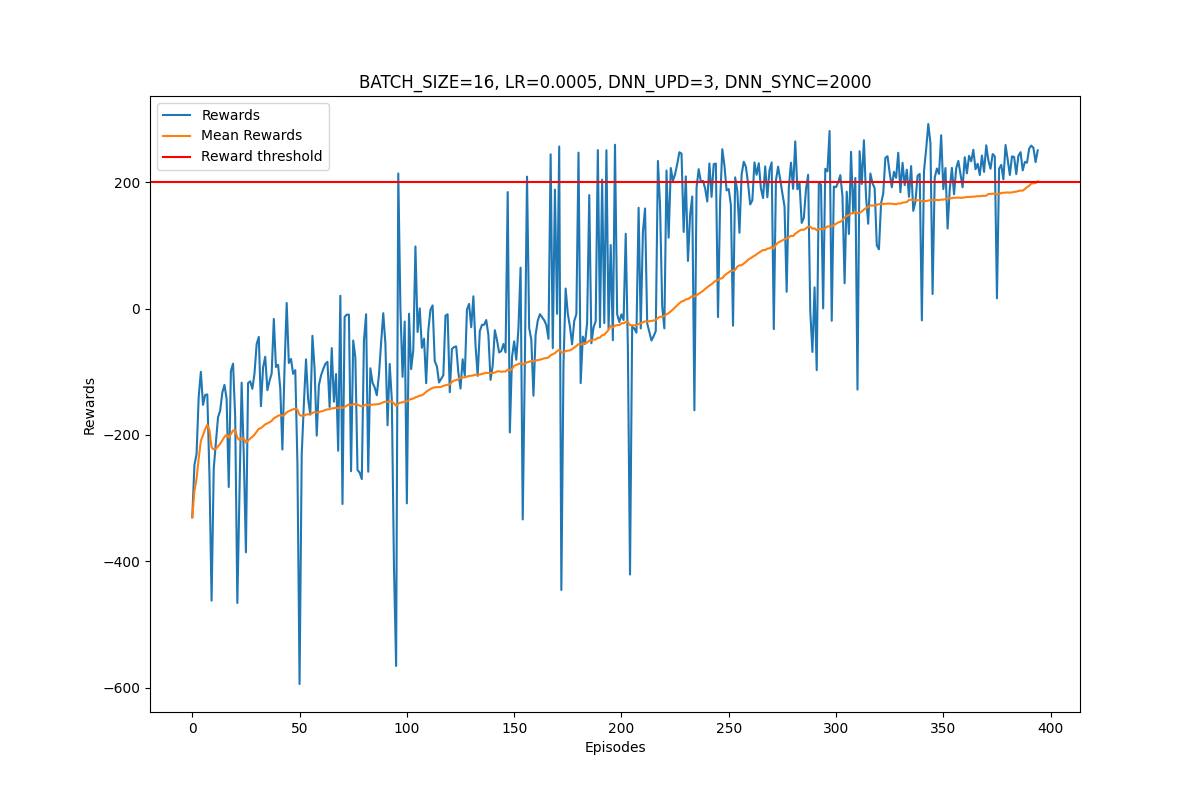 BATCH_SIZE=16, LR=0.0005, DNN_UPD=3, DNN_SYNC=2000
Rewards
Mean Rewards
Reward threshold
200
0
−200
−400
−600
Rewards
0
50
100
150
200
250
300
350
400
Episodes